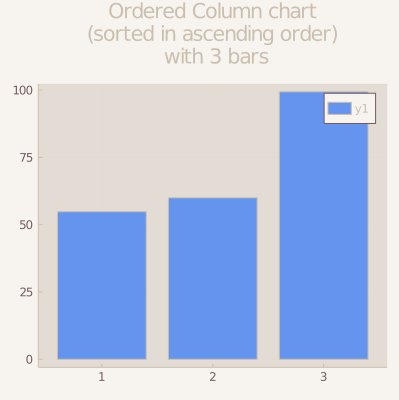 Ordered Column chart
(sorted in ascending order)
with 3 bars
100
75
50
25
0
y1
1 2 3